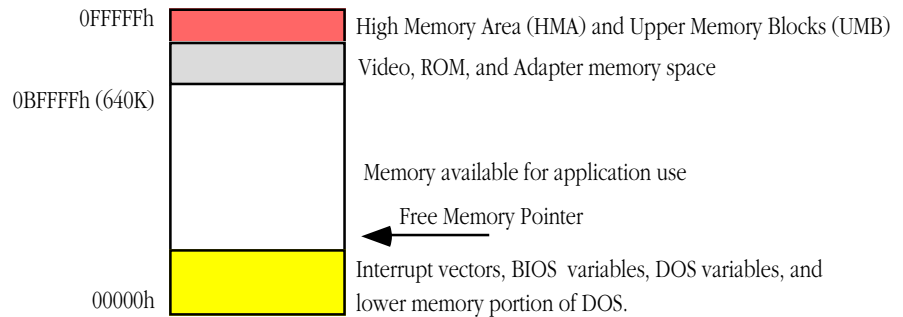 0FFFFFh
High Memory Area (HMA) and Upper Memory Blocks (UMB)
Video, ROM, and Adapter memory space
0BFFFFh (640K)
Memory available for application use
Free Memory Pointer
Interrupt vectors, BIOS variables, DOS variables, and
00000h
lower memory portion of DOS.